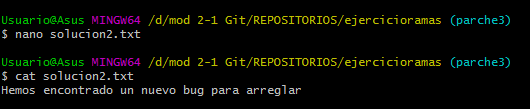 Usuario@Asus MINGW64 /d/mod 2-1 Git/REPOSITORIOS/ejercicioramas (parche3)
$ nano solucion2.txt
Usuario@Asus MINGW64 /d/mod 2-1 Git/REPOSITORIOS/ejercicioramas (parche3)
$ cat solucion2.txt
Hemos encontrado un nuevo bug para arreglar